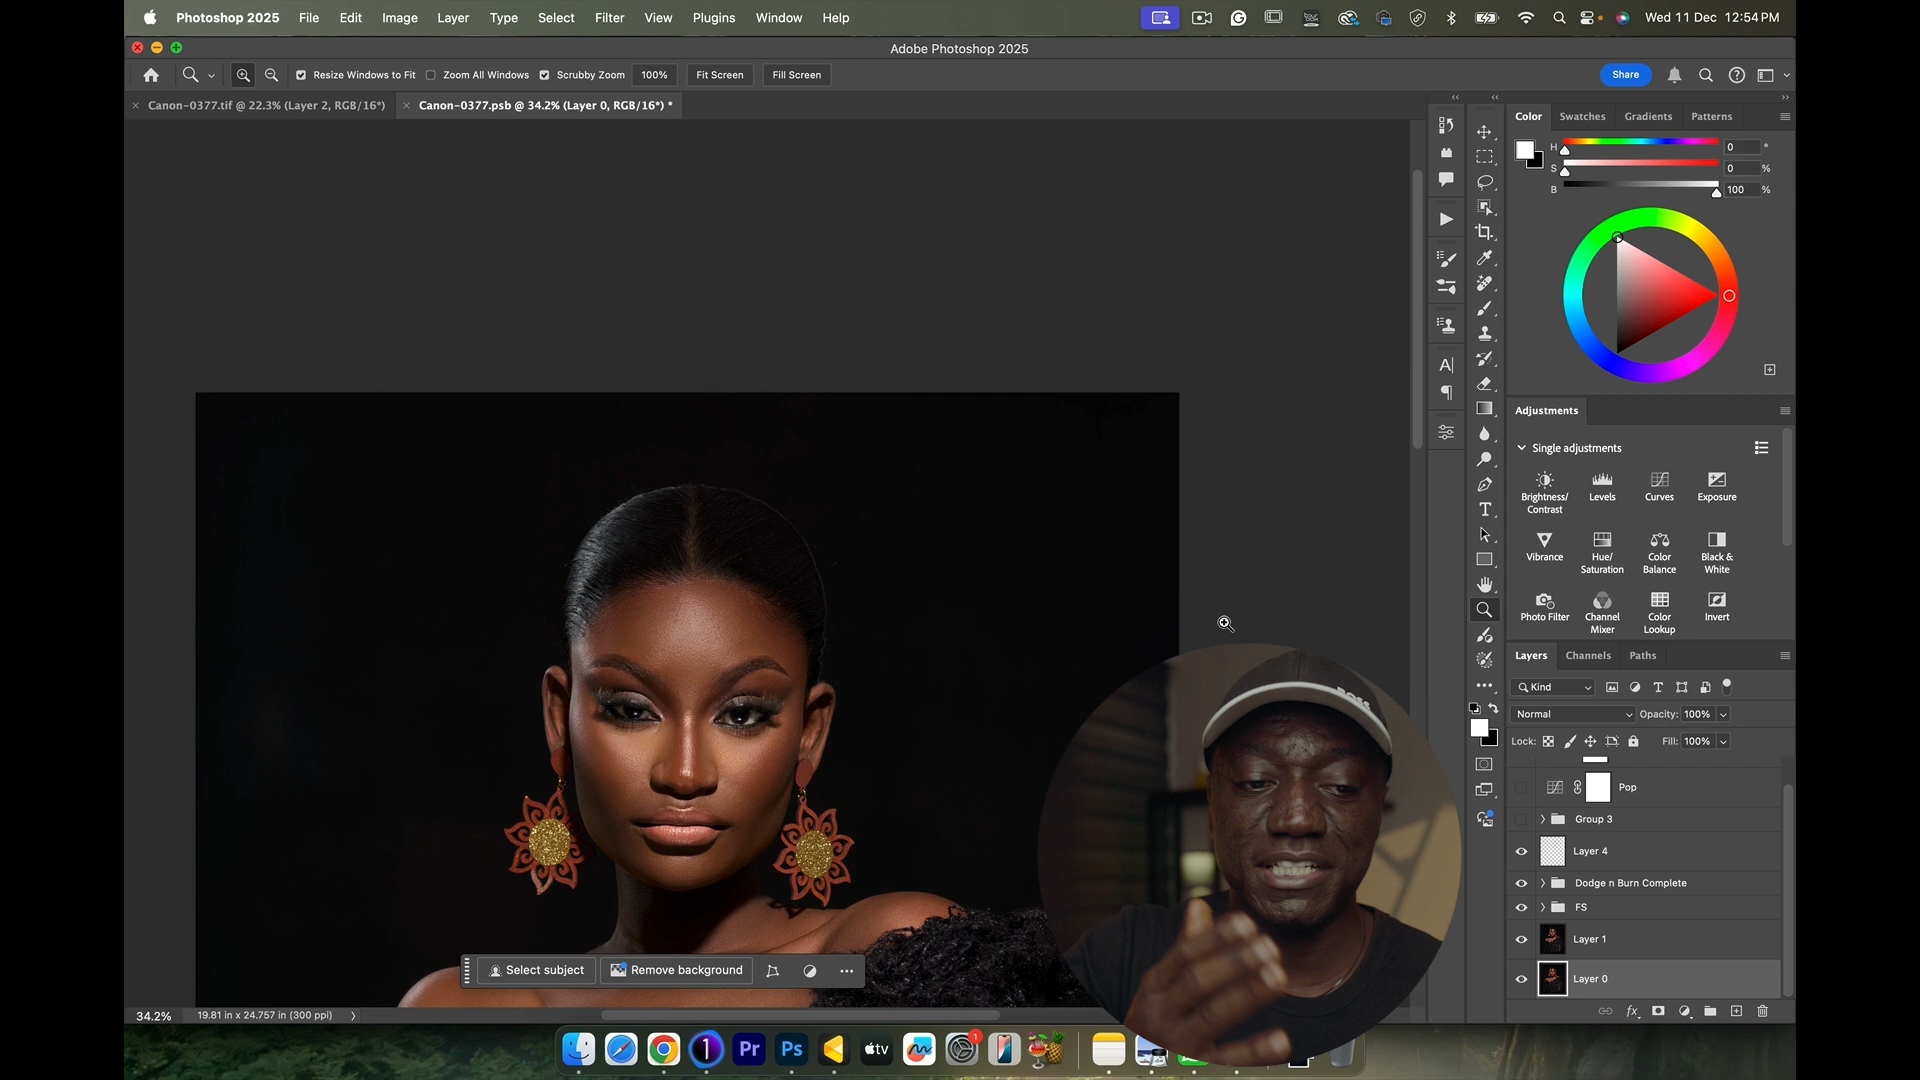 Photoshop 2025 File Edit Image Layer Type Select Filter View Plugins Window Help Wed 11 Dec 12:54 PM
Adobe Photoshop 2025
Resize Windows to Fit Zoom All Windows Scrubby Zoom 100% Fit Screen Fill Screen Share
Canon-0377.tif @ 22.3% (Layer 2, RGB/16*) Canon-0377.psb @ 34.2% (Layer 0, RGB/16*) *
Color Swatches Gradients Patterns
H 0 °
S 0 %
B 100 %
Adjustments
Single adjustments
Brightness/
Contrast
Levels
Curves
Exposure
Vibrance
Hue/
Saturation
Color
Balance
Black &
White
Photo Filter
Channel
Mixer
Color
Lookup
Invert
Layers Channels Paths
Kind
Normal Opacity: 100%
Lock: Fill: 100%
Pop
Group 3
Layer 4
Dodge n Burn Complete
FS
Layer 1
Layer 0
fx
Select subject Remove background
34.2% 19.81 in x 24.757 in (300 ppi)
1 Pr Ps tv 1